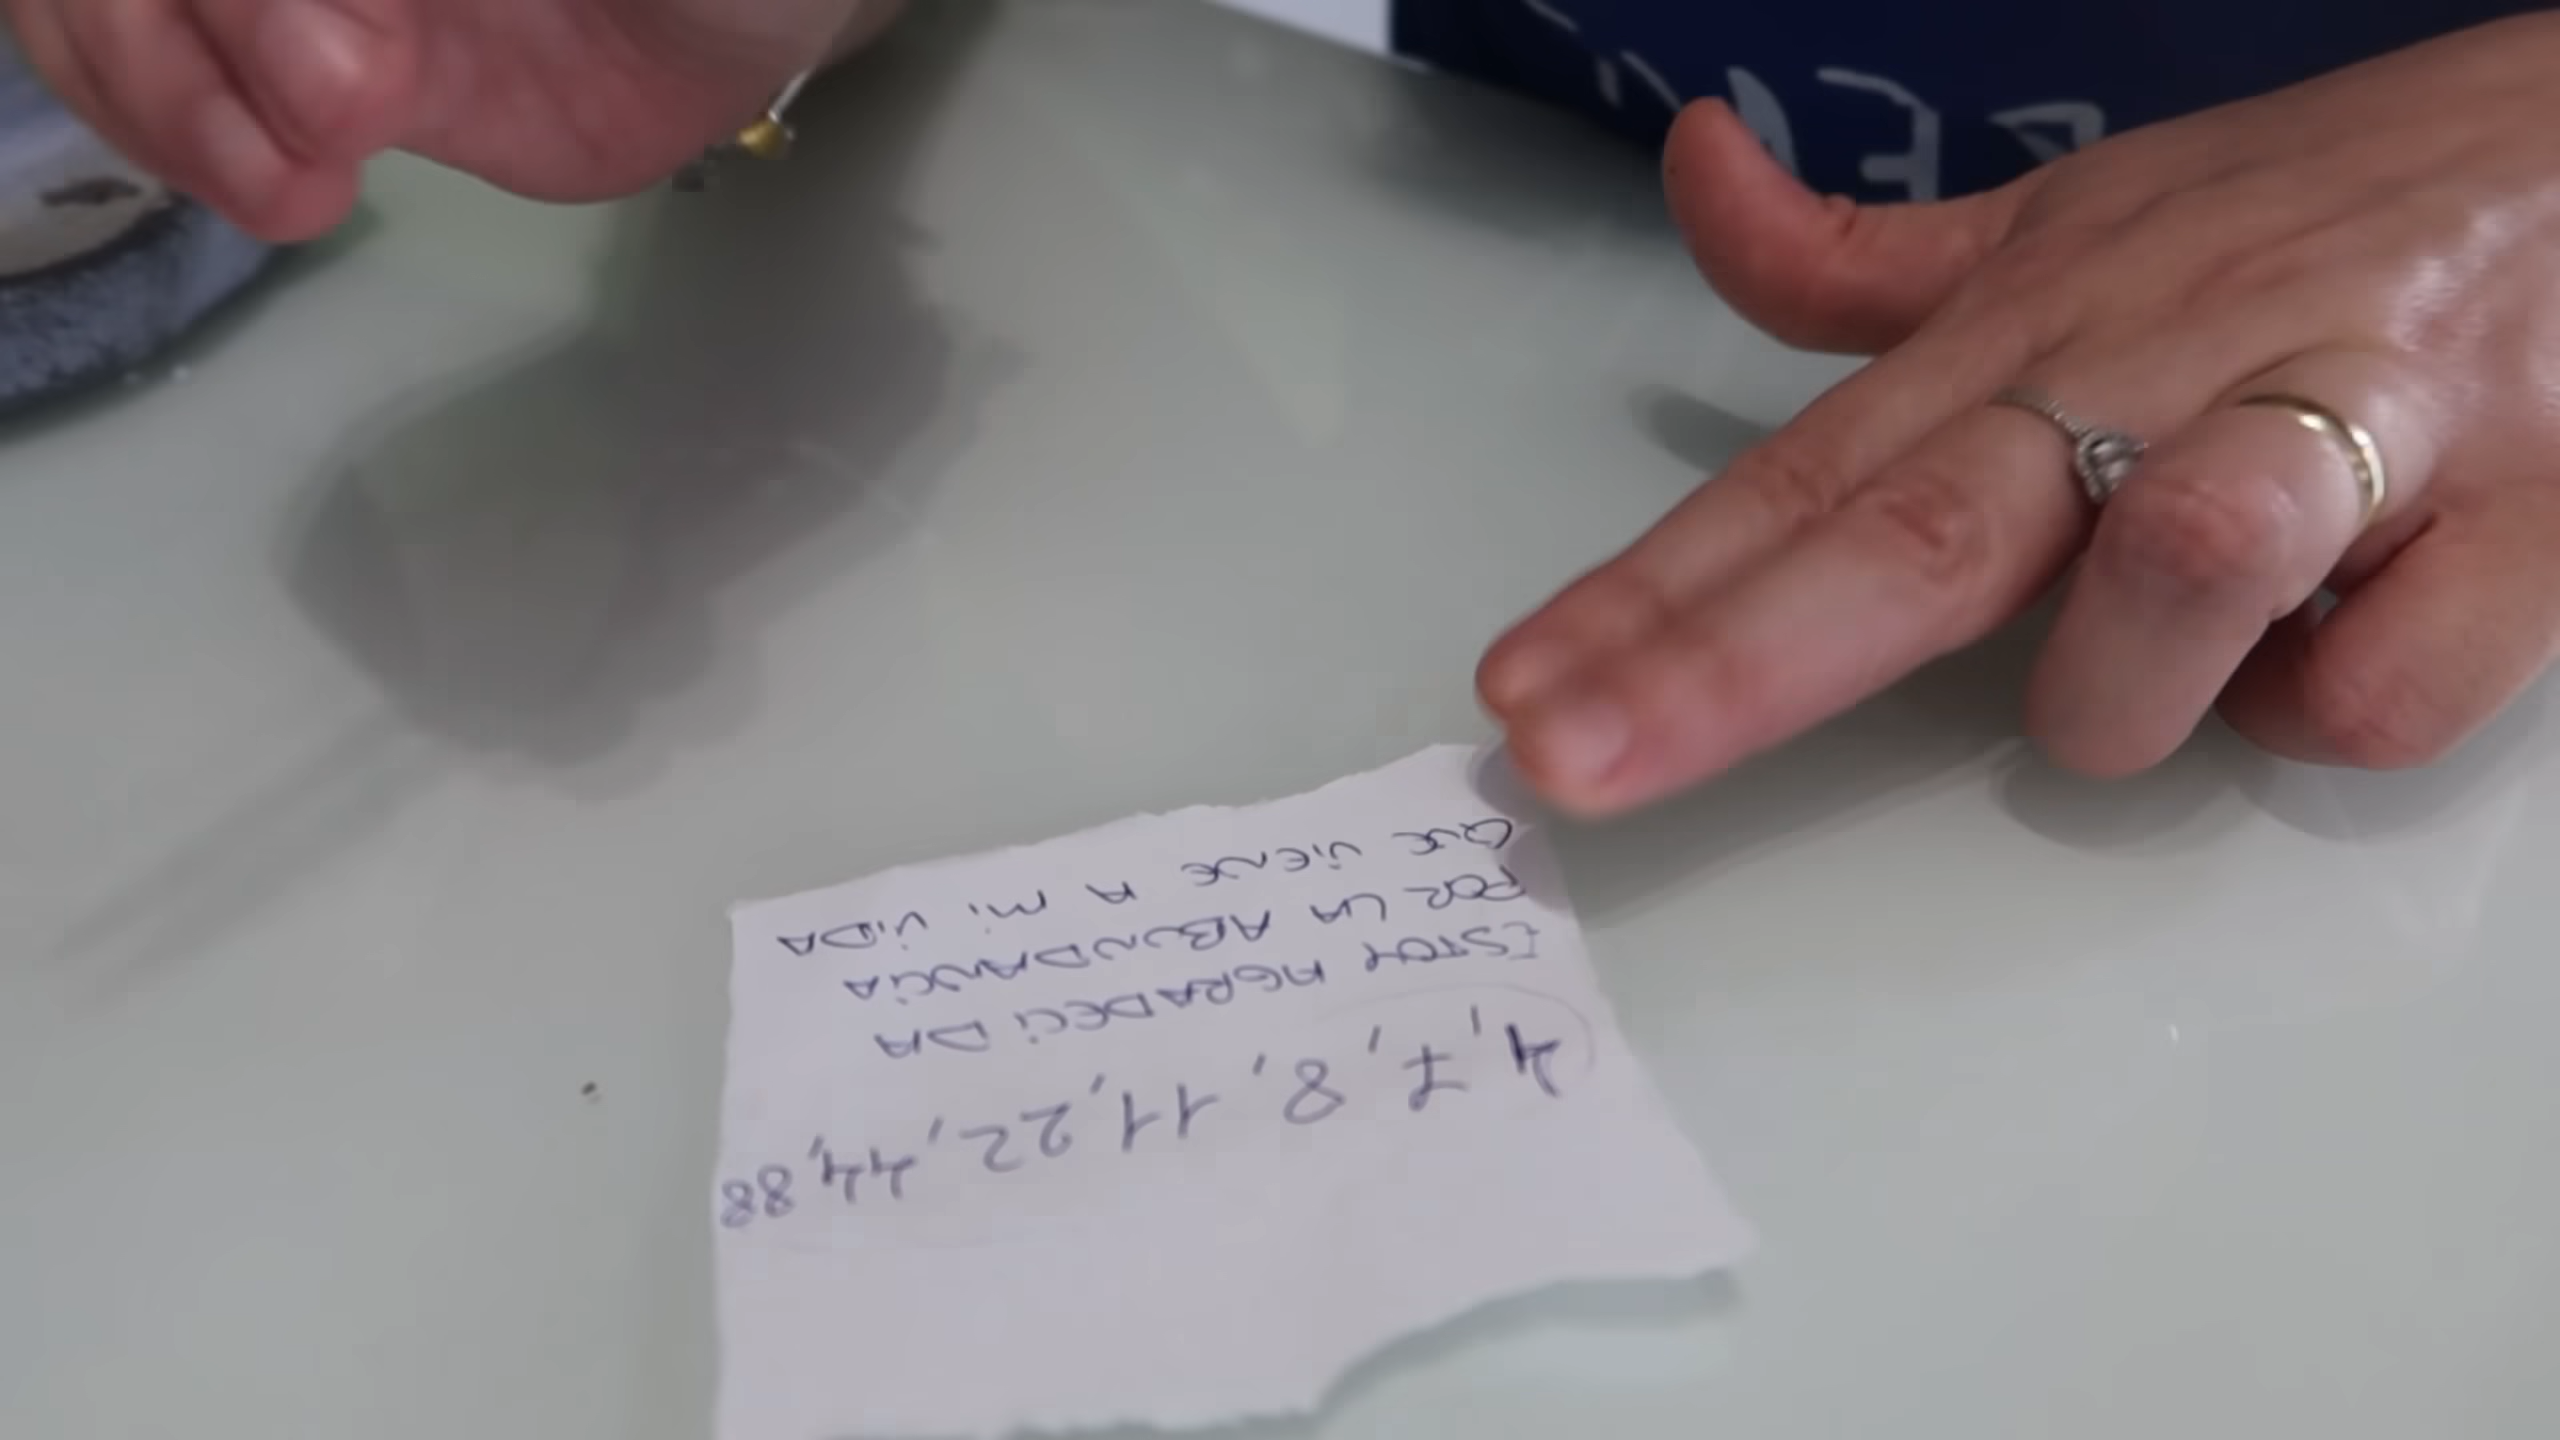 4, 7, 8, 11, 22, 44, 88
ESTOY AGRADECIDA
POR LA ABUNDANCIA
QUE VIENE A MI VIDA